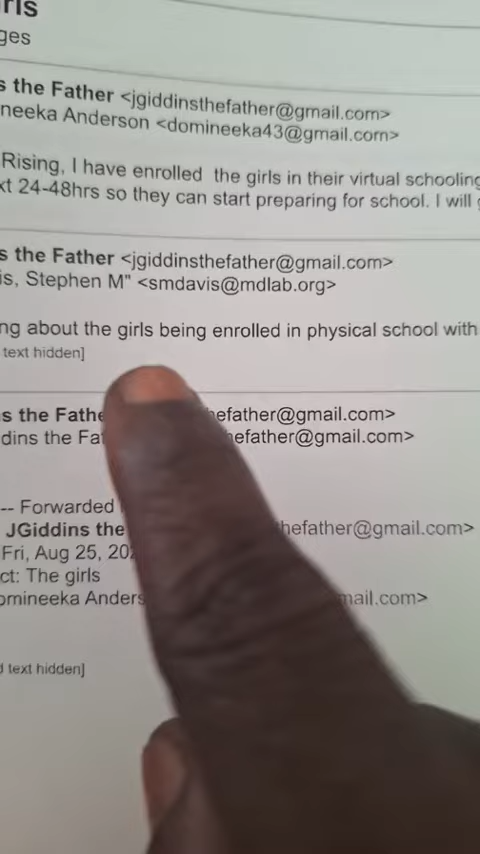 ges
s the Father <jgiddinsthefather@gmail.com>
neeka Anderson <domineeka43@gmail.com>
Rising, I have enrolled the girls in their virtual schooling
xt 24-48hrs so they can start preparing for school. I will
s the Father <jgiddinsthefather@gmail.com>
is, Stephen M" <smdavis@mdlab.org>
ng about the girls being enrolled in physical school with
text hidden]
s the Fathe hefather@gmail.com>
dins the Fa hefather@gmail.com>
-- Forwarded
JGiddins the hefather@gmail.com>
Fri, Aug 25, 20
ct: The girls
omineeka Anders mail.com>
d text hidden]